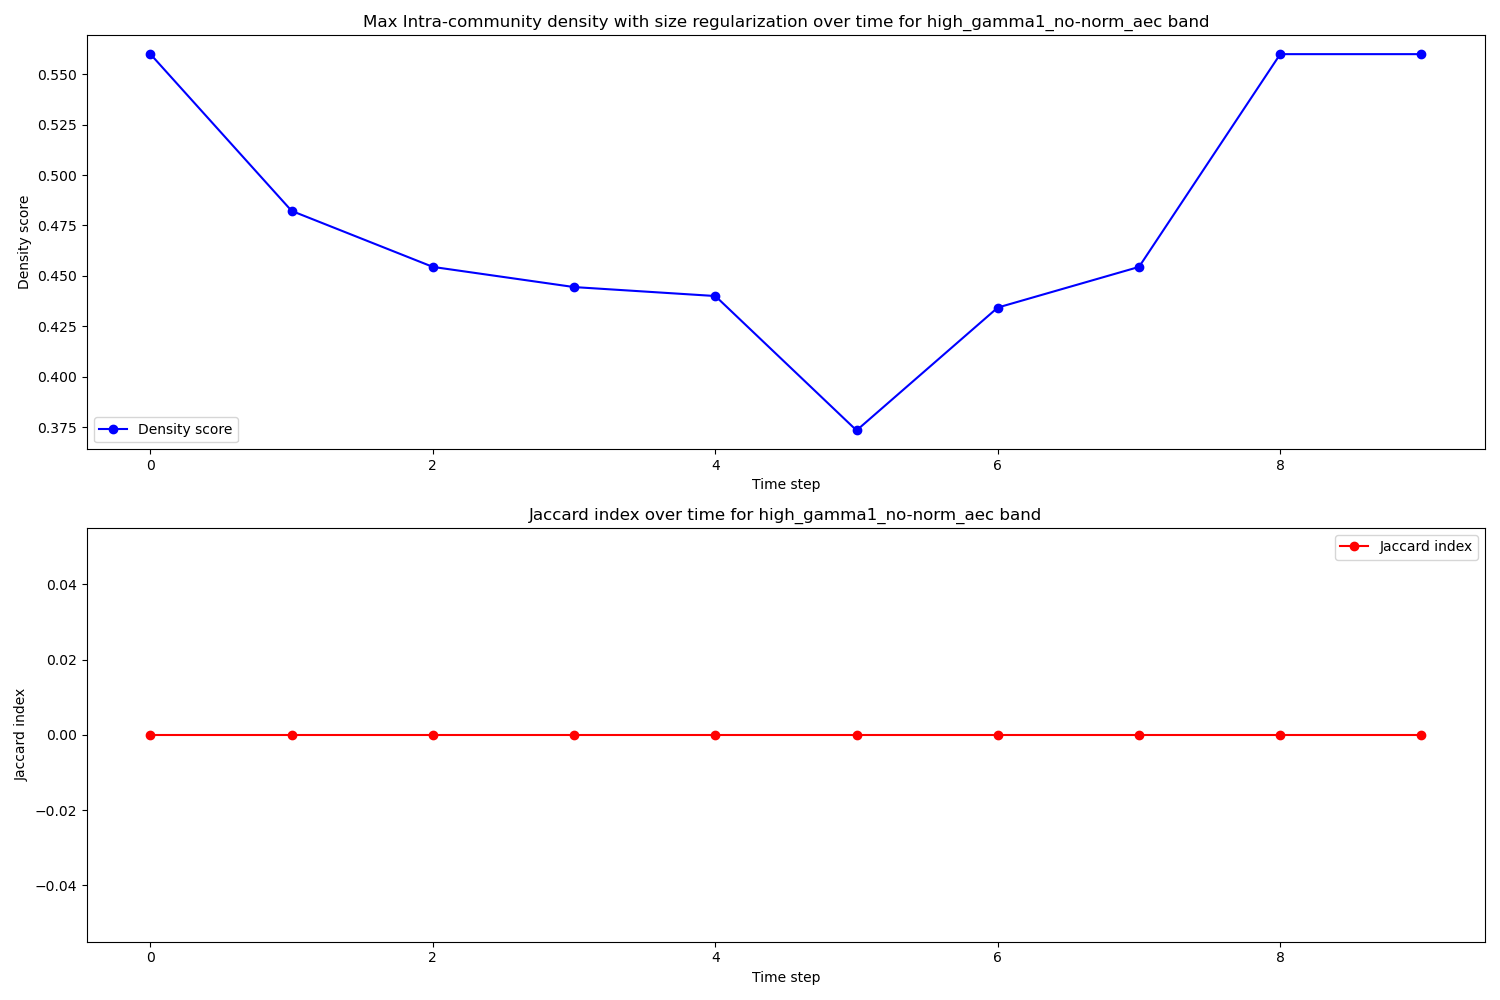 Max Intra-community density with size regularization over time for high_gamma1_no-norm_aec band
0.550
0.525
0.500
0.475
0.450
0.425
0.400
0.375
Density score
Density score
0 2 4 6 8
Time step
Jaccard index over time for high_gamma1_no-norm_aec band
Jaccard index
0.04
0.02
0.00
−0.02
−0.04
Jaccard index
0 2 4 6 8
Time step